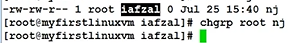 -rw-rw-r-- 1 root iafzal 0 Jul 25 15:40 nj
[root@myfirstlinuxvm iafzal]# chgrp root nj
[root@myfirstlinuxvm iafzal]#